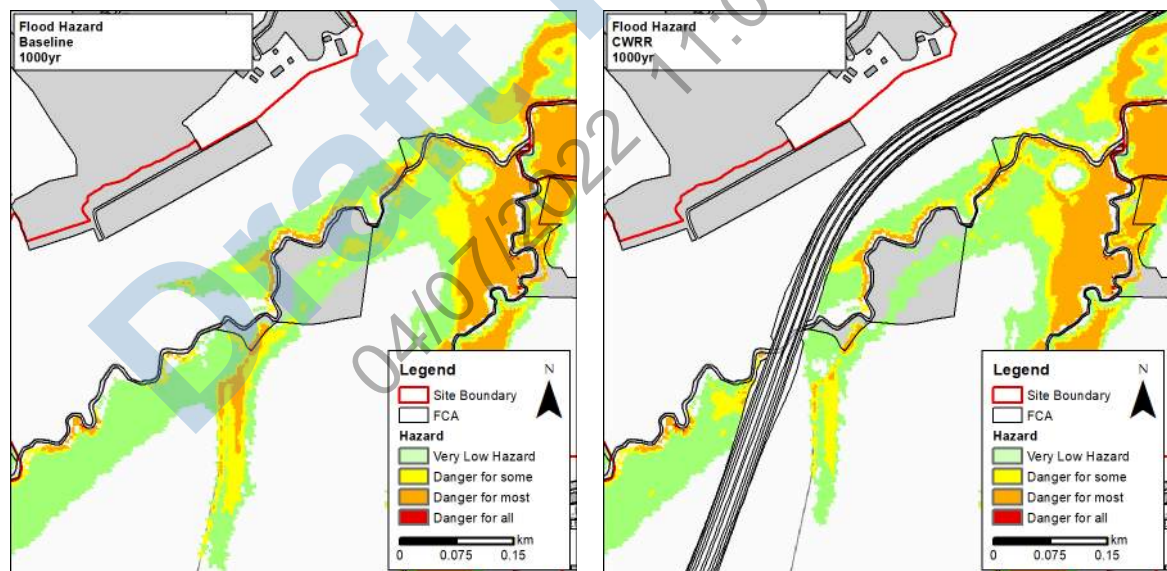 Flood Hazard
Baseline
1000yr
Legend
N
Site Boundary
FCA
Hazard
Very Low Hazard
Danger for some
Danger for most
Danger for all
km
0 0.075 0.15
Flood Hazard
CWRR
1000yr
Legend
N
Site Boundary
FCA
Hazard
Very Low Hazard
Danger for some
Danger for most
Danger for all
km
0 0.075 0.15
Draft
04/07/2022 11:0